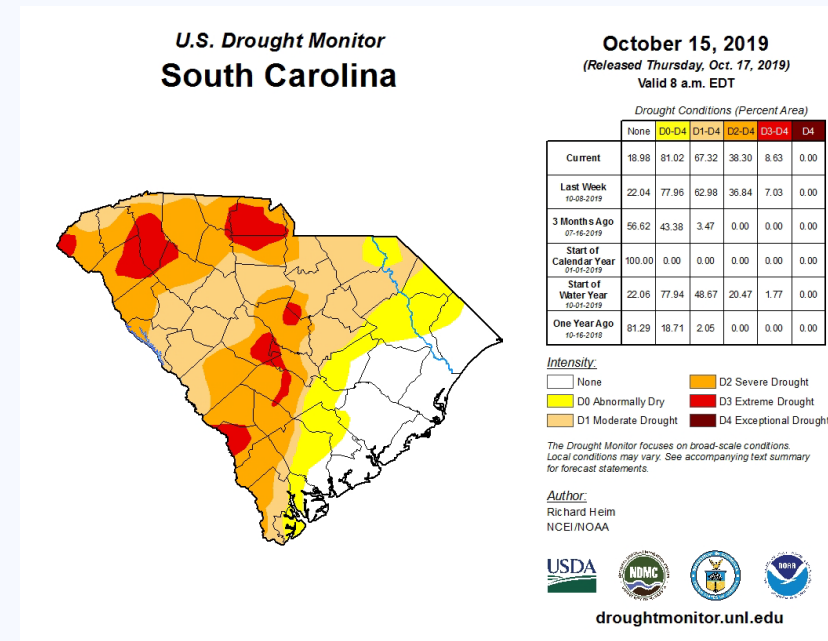 U.S. Drought Monitor
South Carolina
October 15, 2019
(Released Thursday, Oct. 17, 2019)
Valid 8 a.m. EDT
Drought Conditions (Percent Area)
None D0-D4 D1-D4 D2-D4 D3-D4 D4
Current 18.98 81.02 67.32 38.30 8.63 0.00
Last Week
10-08-2019
22.04 77.96 62.98 36.84 7.03 0.00
3 Months Ago
07-16-2019
56.62 43.38 3.47 0.00 0.00 0.00
Start of
Calendar Year
01-01-2019
100.00 0.00 0.00 0.00 0.00 0.00
Start of
Water Year
10-01-2019
22.06 77.94 48.67 20.47 1.77 0.00
One Year Ago
10-16-2018
81.29 18.71 2.05 0.00 0.00 0.00
Intensity:
None
D0 Abnormally Dry
D1 Moderate Drought
D2 Severe Drought
D3 Extreme Drought
D4 Exceptional Drought
The Drought Monitor focuses on broad-scale conditions.
Local conditions may vary. See accompanying text summary
for forecast statements.
Author:
Richard Heim
NCEI/NOAA
USDA
NDMC
NOAA
droughtmonitor.unl.edu